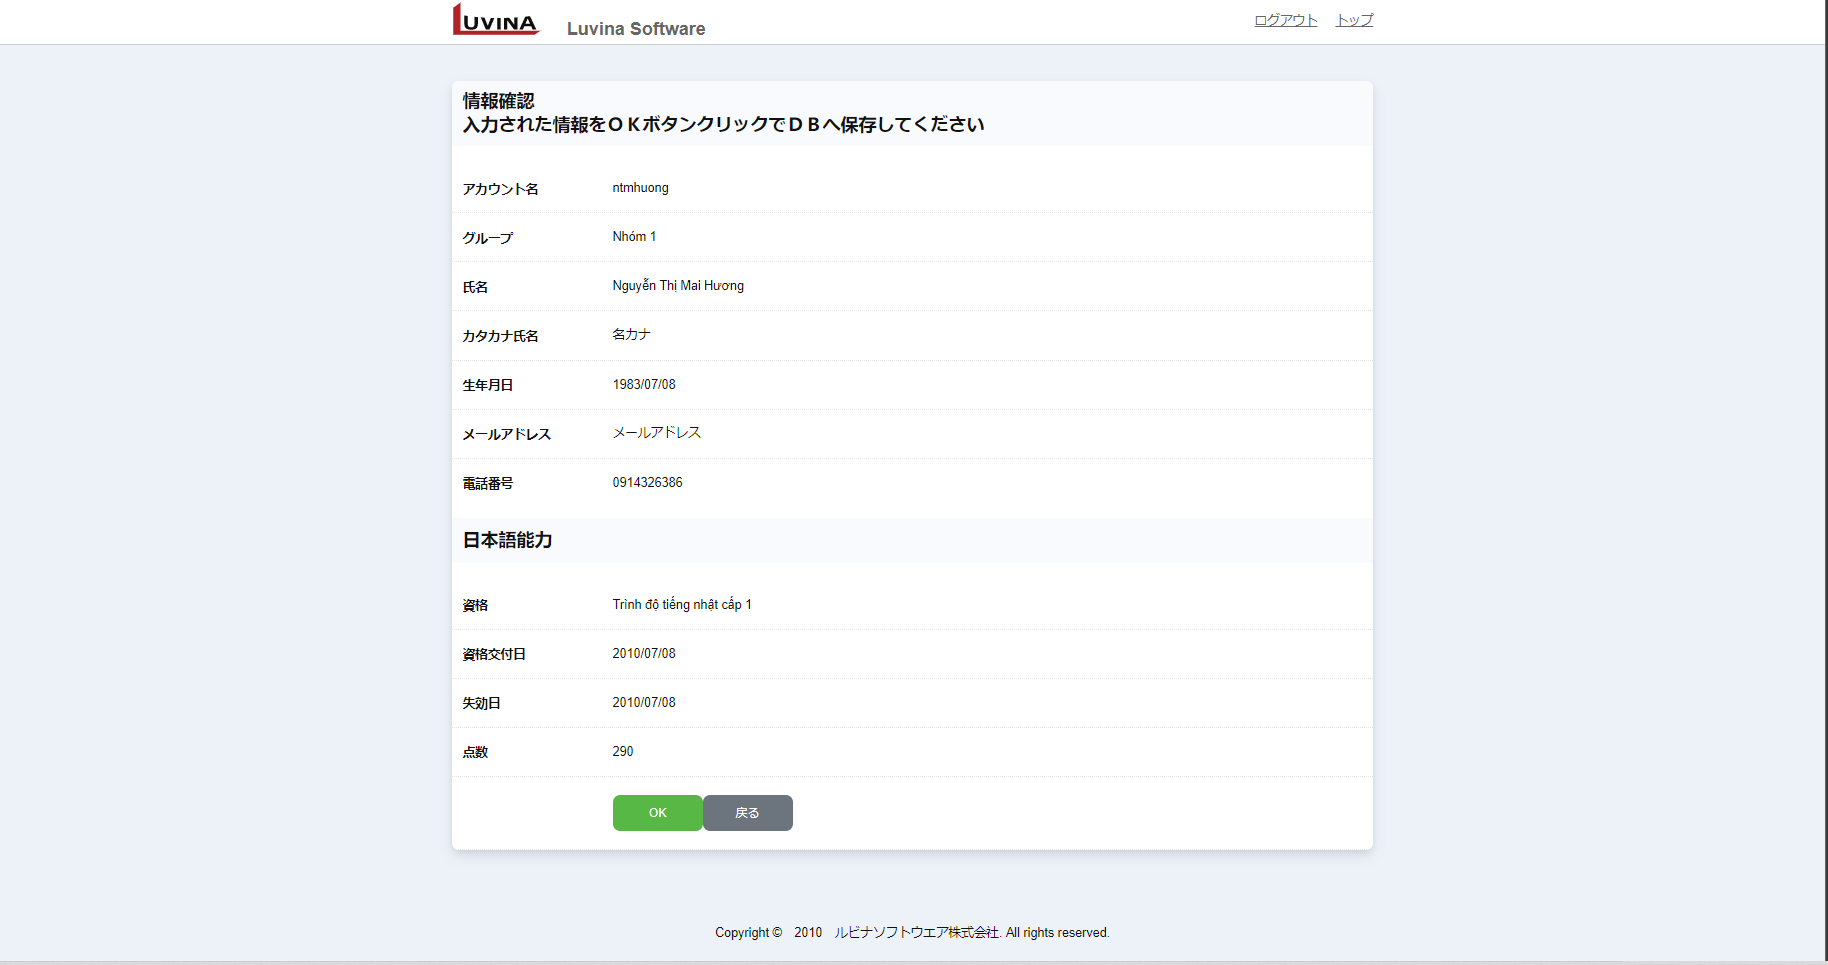 LUVINA Luvina Software ログアウト トップ
情報確認
入力された情報をOKボタンクリックでDBへ保存してください
アカウント名 ntmhuong
グループ Nhóm 1
氏名 Nguyễn Thị Mai Hương
カタカナ氏名 名カナ
生年月日 1983/07/08
メールアドレス メールアドレス
電話番号 0914326386
日本語能力
資格 Trình độ tiếng nhật cấp 1
資格交付日 2010/07/08
失効日 2010/07/08
点数 290
OK 戻る
Copyright © 2010 ルビナソフトウエア株式会社. All rights reserved.